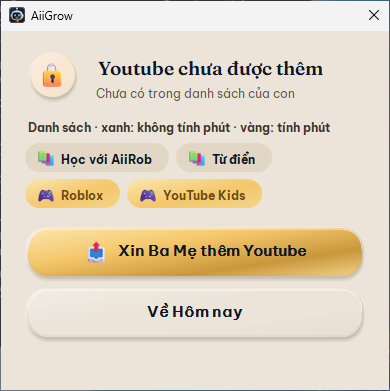 AiiGrow
Youtube chưa được thêm
Chưa có trong danh sách của con
Danh sách · xanh: không tính phút · vàng: tính phút
Học với AiiRob
Từ điển
Roblox
YouTube Kids
Xin Ba Mẹ thêm Youtube
Về Hôm nay